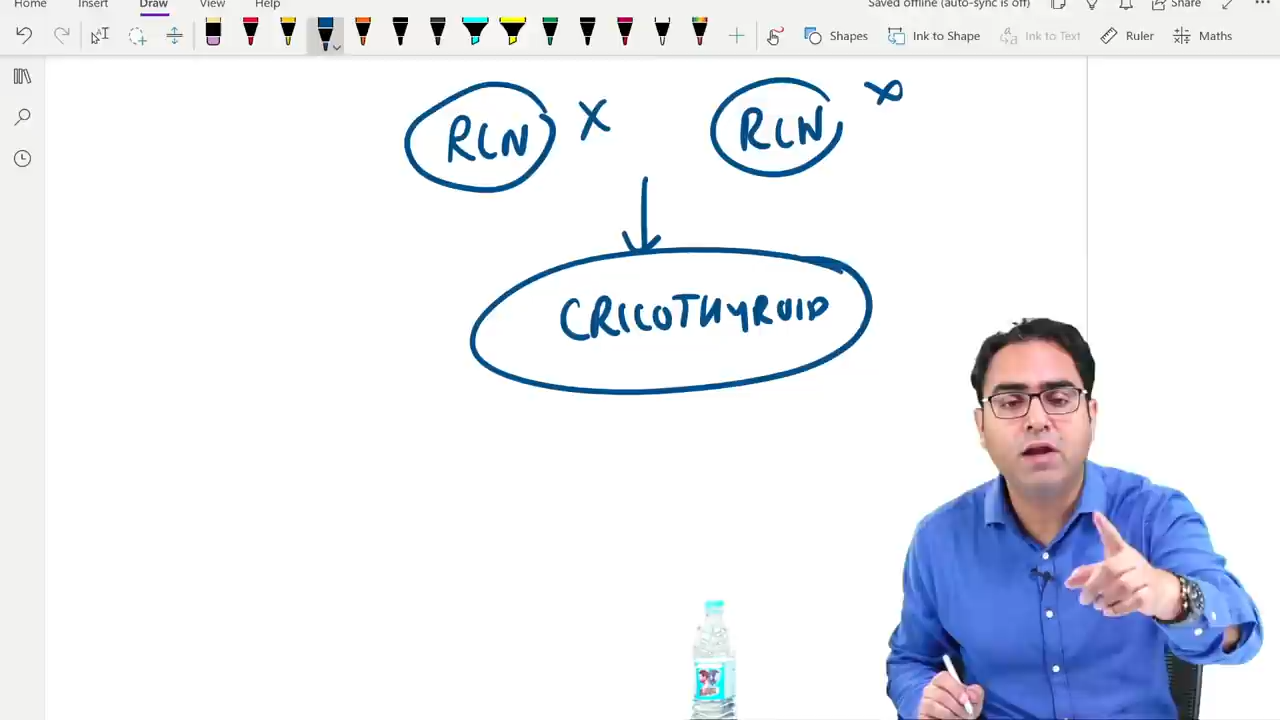 Home Insert Draw View Help Saved offline (auto-sync is off) Share
Shapes Ink to Shape Ink to Text Ruler Maths
RLN X RLN X
CRICOTHYROID